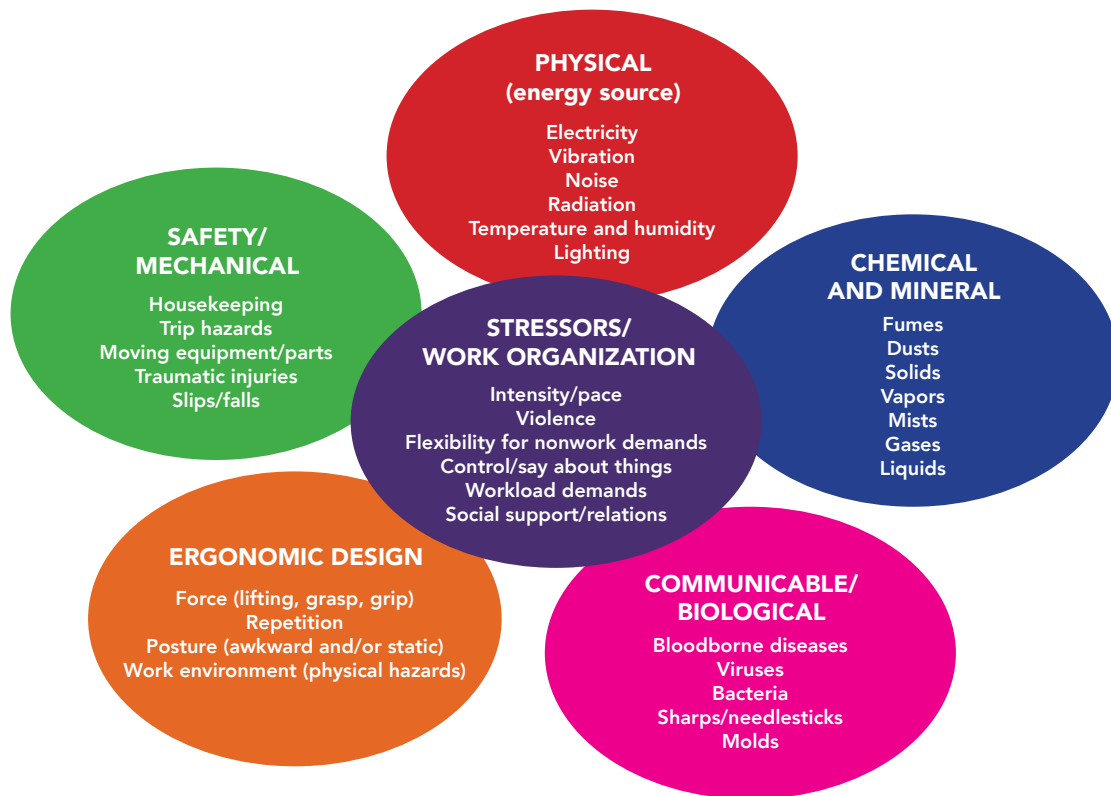 PHYSICAL
(energy source)
Electricity
Vibration
Noise
Radiation
Temperature and humidity
Lighting
SAFETY/
MECHANICAL
Housekeeping
Trip hazards
Moving equipment/parts
Traumatic injuries
Slips/falls
CHEMICAL
AND MINERAL
Fumes
Dusts
Solids
Vapors
Mists
Gases
Liquids
STRESSORS/
WORK ORGANIZATION
Intensity/pace
Violence
Flexibility for nonwork demands
Control/say about things
Workload demands
Social support/relations
ERGONOMIC DESIGN
Force (lifting, grasp, grip)
Repetition
Posture (awkward and/or static)
Work environment (physical hazards)
COMMUNICABLE/
BIOLOGICAL
Bloodborne diseases
Viruses
Bacteria
Sharps/needlesticks
Molds